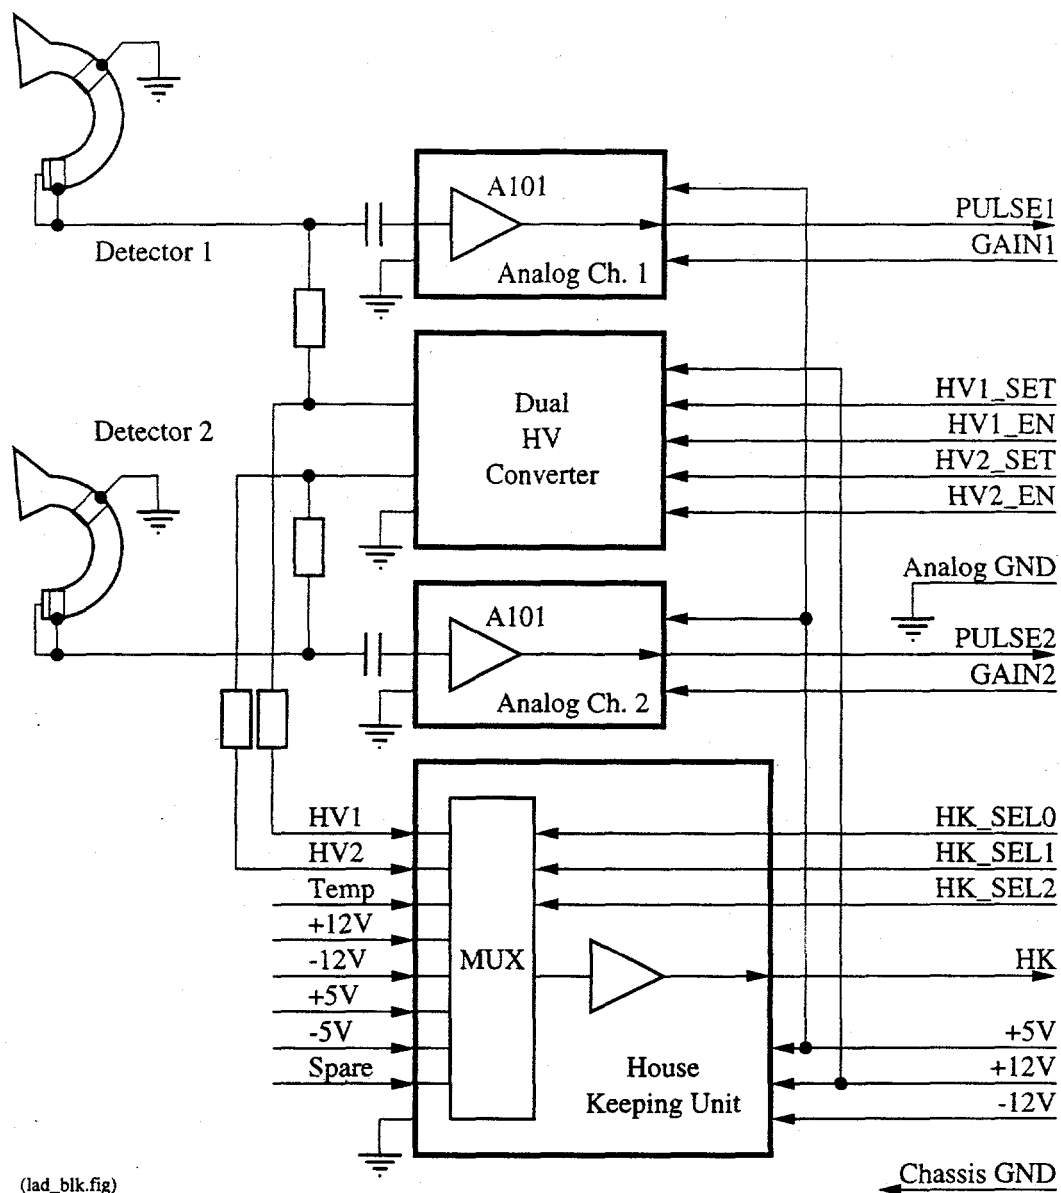 A101
PULSE1
Detector 1
GAIN1
Analog Ch. 1
Dual
HV
Converter
HV1_SET
HV1_EN
HV2_SET
HV2_EN
Detector 2
Analog GND
A101
PULSE2
GAIN2
Analog Ch. 2
HV1
HV2
Temp
+12V
-12V
+5V
-5V
Spare
MUX
HK_SEL0
HK_SEL1
HK_SEL2
HK
House
Keeping Unit
+5V
+12V
-12V
(lad_blk.fig)
Chassis GND